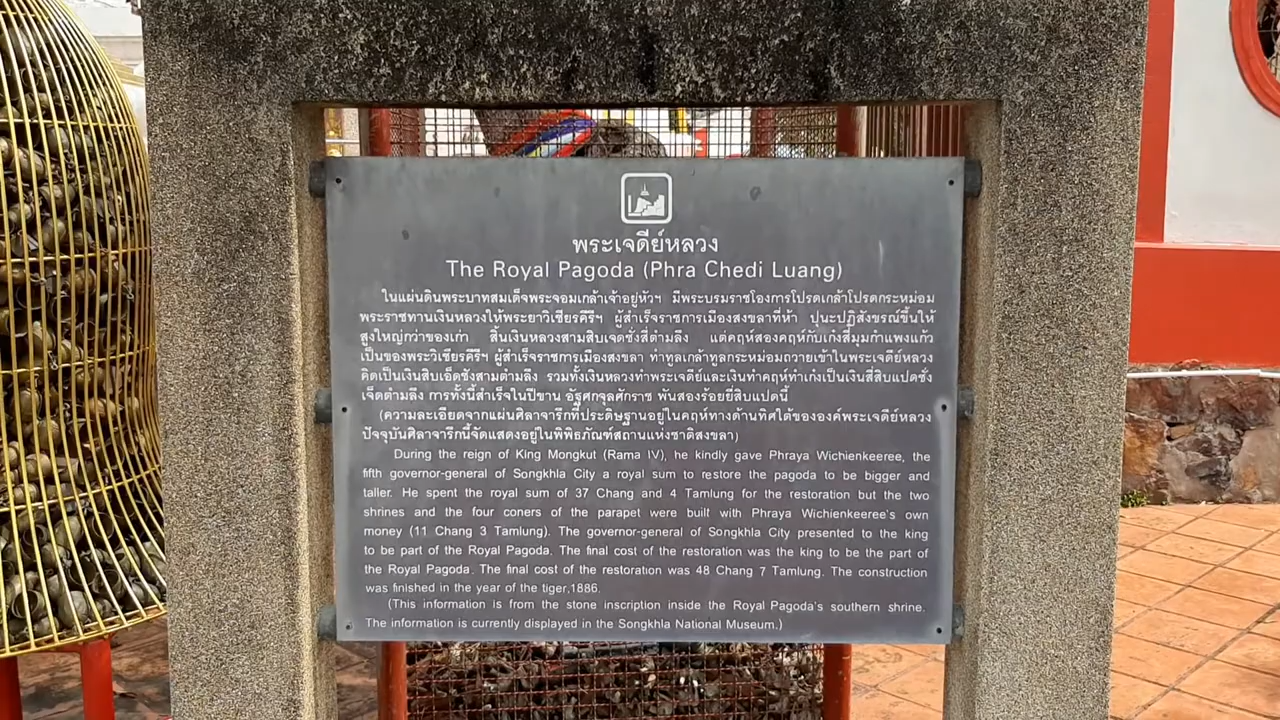 พระเจดีย์หลวง
The Royal Pagoda (Phra Chedi Luang)
ในแผ่นดินพระบาทสมเด็จพระจอมเกล้าเจ้าอยู่หัวฯ มีพระบรมราชโองการโปรดเกล้าโปรดกระหม่อม
พระราชทานเงินหลวงให้พระยาวิเชียรคีรีฯ ผู้สำเร็จราชการเมืองสงขลาที่ห้า ปุนะปฏิสังขรณ์ขึ้นให้
สูงใหญ่กว่าของเก่า สิ้นเงินหลวงสามสิบเจดชั่งสี่ตำมลึง แต่คฤห์สองคฤห์กับเก๋งสี่มุมกำแพงแก้ว
เป็นของพระวิเชียรคีรีฯ ผู้สำเร็จราชการเมืองสงขลา ทำทูลเกล้าทูลกระหม่อมถวายเข้าในพระเจดีย์หลวง
คิดเป็นเงินสิบเอ็ดชั่งสามตำมลึง รวมทั้งเงินหลวงทำพระเจดีย์และเงินทำคฤห์ทำเก๋งเป็นเงินสี่สิบแปดชั่ง
เจ็ดตำมลึง การทั้งนี้สำเร็จในปีขาน อัฐศกจุลศักราช พันสองร้อยยี่สิบแปดนี้
(ความละเอียดจากแผ่นศิลาจารึกที่ประดิษฐานอยู่ในคฤห์ทางด้านทิศใต้ขององค์พระเจดีย์หลวง
ปัจจุบันศิลาจารึกนี้จัดแสดงอยู่ในพิพิธภัณฑ์สถานแห่งชาติสงขลา)
During the reign of King Mongkut (Rama IV), he kindly gave Phraya Wichienkeeree, the
fifth governor-general of Songkhla City a royal sum to restore the pagoda to be bigger and
taller. He spent the royal sum of 37 Chang and 4 Tamlung for the restoration but the two
shrines and the four coners of the parapet were built with Phraya Wichienkeeree's own
money (11 Chang 3 Tamlung). The governor-general of Songkhla City presented to the king
to be part of the Royal Pagoda. The final cost of the restoration was the king to be the part of
the Royal Pagoda. The final cost of the restoration was 48 Chang 7 Tamlung. The construction
was finished in the year of the tiger,1886.
(This information is from the stone inscription inside the Royal Pagoda's southern shrine.
The information is currently displayed in the Songkhla National Museum.)